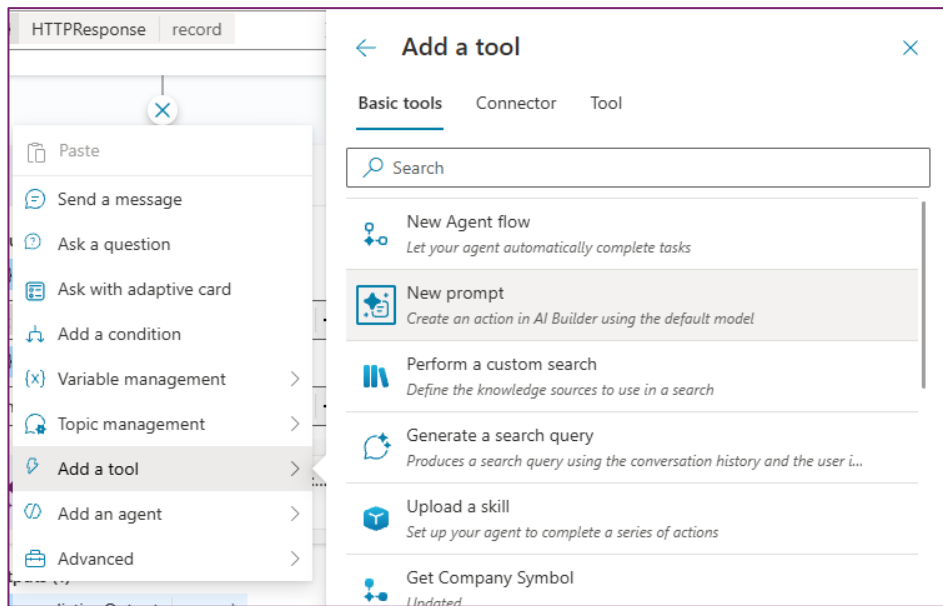 HTTPResponse record
Paste
Send a message
Ask a question
Ask with adaptive card
Add a condition
{x} Variable management
Topic management
Add a tool
Add an agent
Advanced
Add a tool
Basic tools Connector Tool
Search
New Agent flow
Let your agent automatically complete tasks
New prompt
Create an action in AI Builder using the default model
Perform a custom search
Define the knowledge sources to use in a search
Generate a search query
Produces a search query using the conversation history and the user i...
Upload a skill
Set up your agent to complete a series of actions
Get Company Symbol
Updated